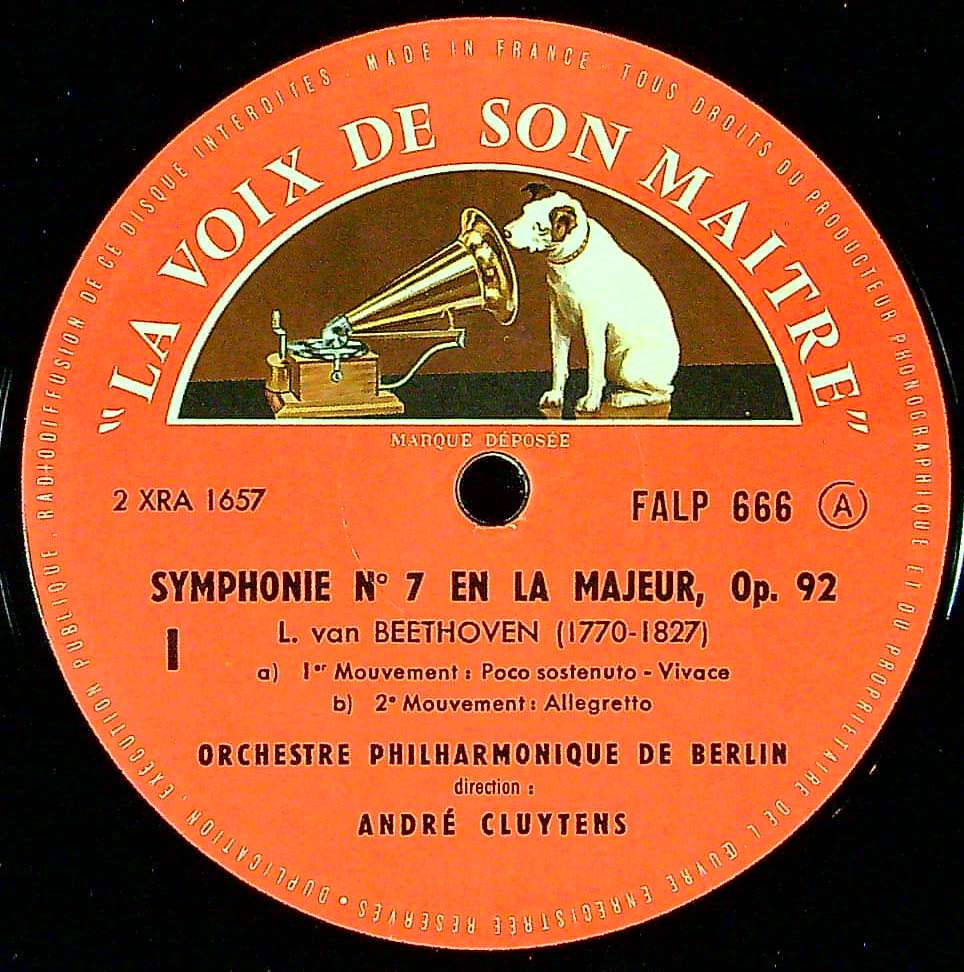 MADE IN FRANCE . TOUS DROITS DU PRODUCTEUR PHONOGRAPHIQUE ET DU PROPRIETAIRE DE L'ŒUVRE ENREGISTREE RESERVÉS • DUPLICATION . EXÉCUTION PUBLIQUE . RADIODIFFUSION DE CE DISQUE INTERDITES .
"LA VOIX DE SON MAITRE"
MARQUE DÉPOSÉE
2 XRA 1657
FALP 666 A
SYMPHONIE N° 7 EN LA MAJEUR, Op. 92
I
L. van BEETHOVEN (1770-1827)
a) 1er Mouvement : Poco sostenuto - Vivace
b) 2e Mouvement : Allegretto
ORCHESTRE PHILHARMONIQUE DE BERLIN
direction :
ANDRÉ CLUYTENS